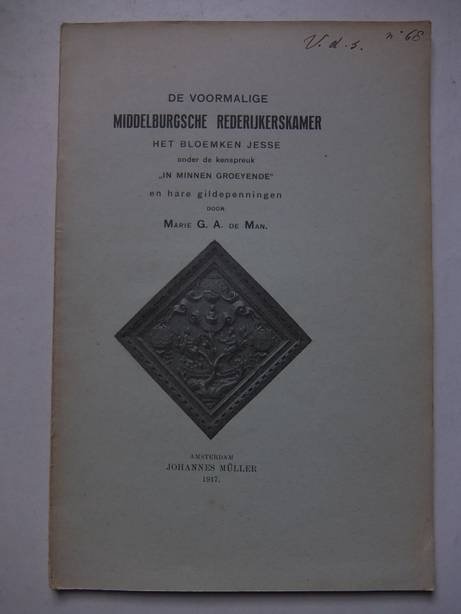 V. d. s. n° 68
DE VOORMALIGE
MIDDELBURGSCHE REDERIJKERSKAMER
HET BLOEMKEN JESSE
onder de kenspreuk
„IN MINNEN GROEYENDE"
en hare gildepenningen
DOOR
MARIE G. A. DE MAN.
AMSTERDAM
JOHANNES MÜLLER
1917.